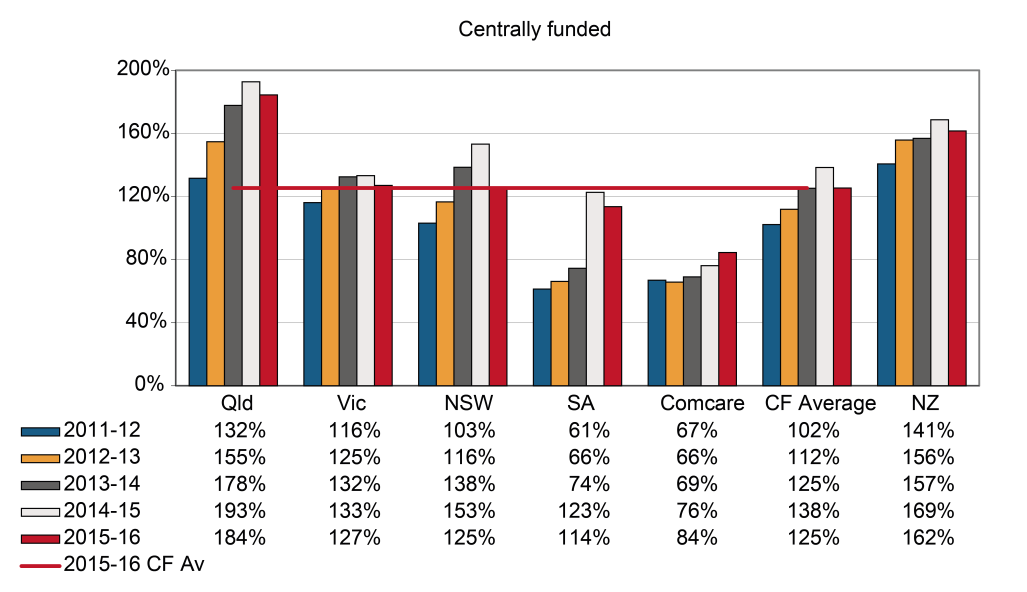 Centrally funded
200%
160%
120%
80%
40%
0%
Qld Vic NSW SA Comcare CF Average NZ
2011-12 132% 116% 103% 61% 67% 102% 141%
2012-13 155% 125% 116% 66% 66% 112% 156%
2013-14 178% 132% 138% 74% 69% 125% 157%
2014-15 193% 133% 153% 123% 76% 138% 169%
2015-16 184% 127% 125% 114% 84% 125% 162%
2015-16 CF Av